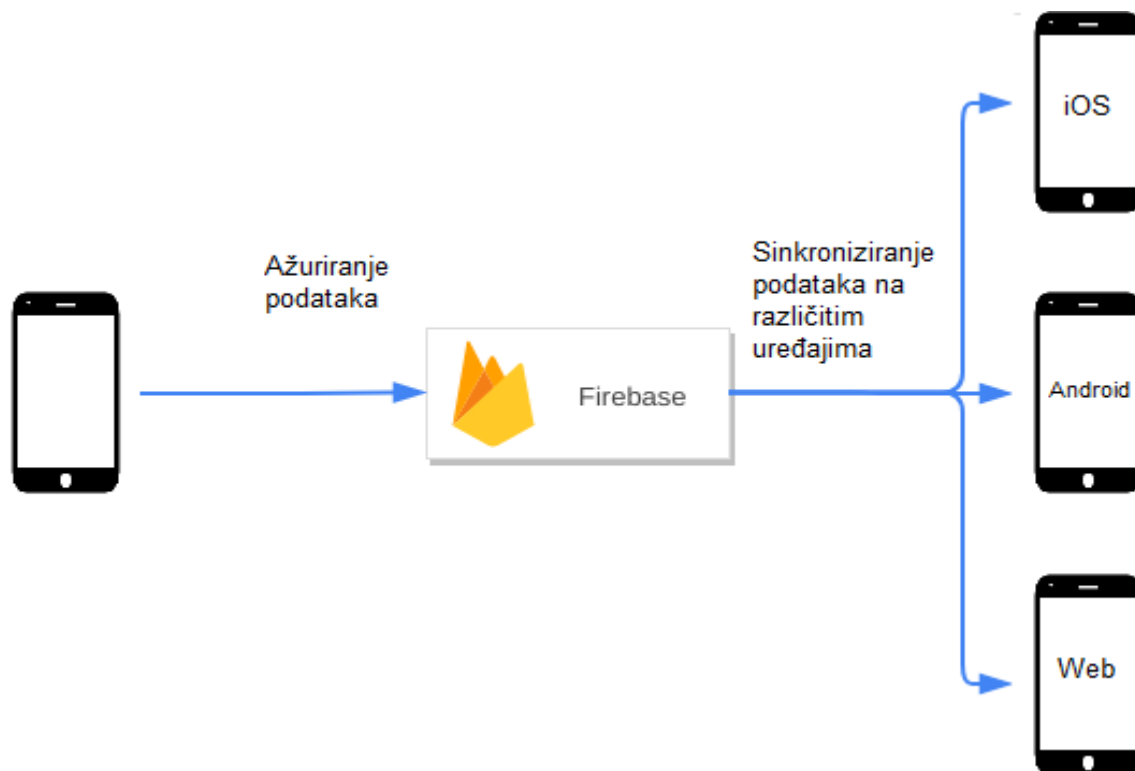 Ažuriranje
podataka
Firebase
Sinkroniziranje
podataka na
različitim
uređajima
iOS
Android
Web